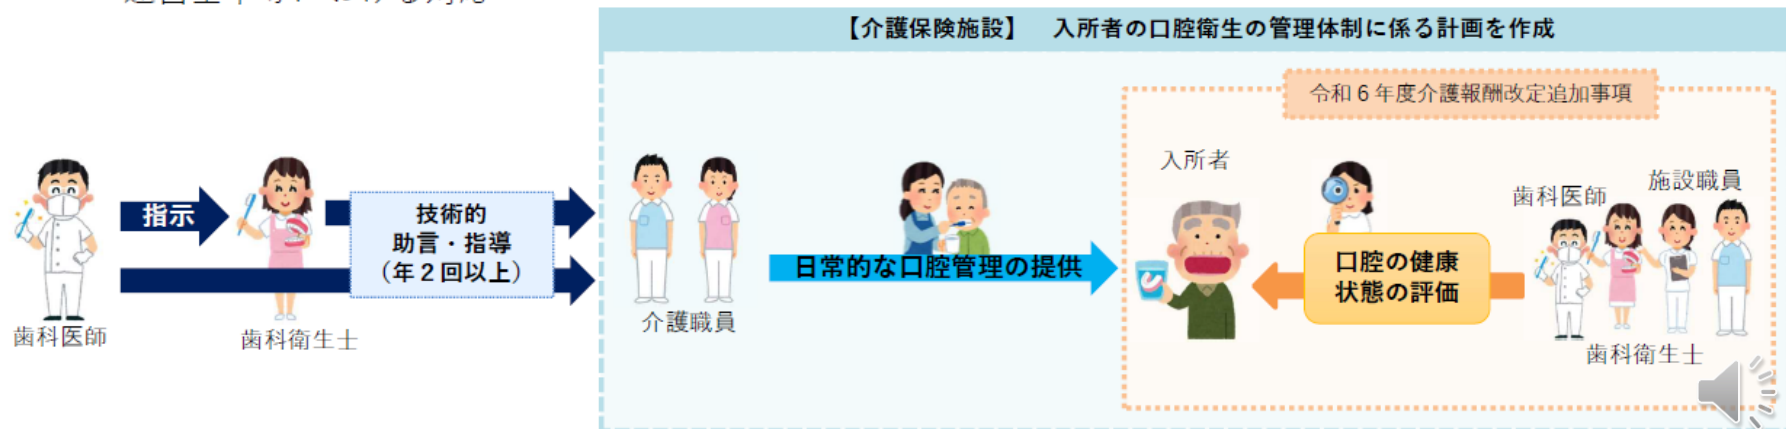 【介護保険施設】 入所者の口腔衛生の管理体制に係る計画を作成
令和６年度介護報酬改定追加事項
指示
技術的
助言・指導
（年２回以上）
歯科医師
歯科衛生士
介護職員
日常的な口腔管理の提供
入所者
口腔の健康
状態の評価
歯科医師
施設職員
歯科衛生士